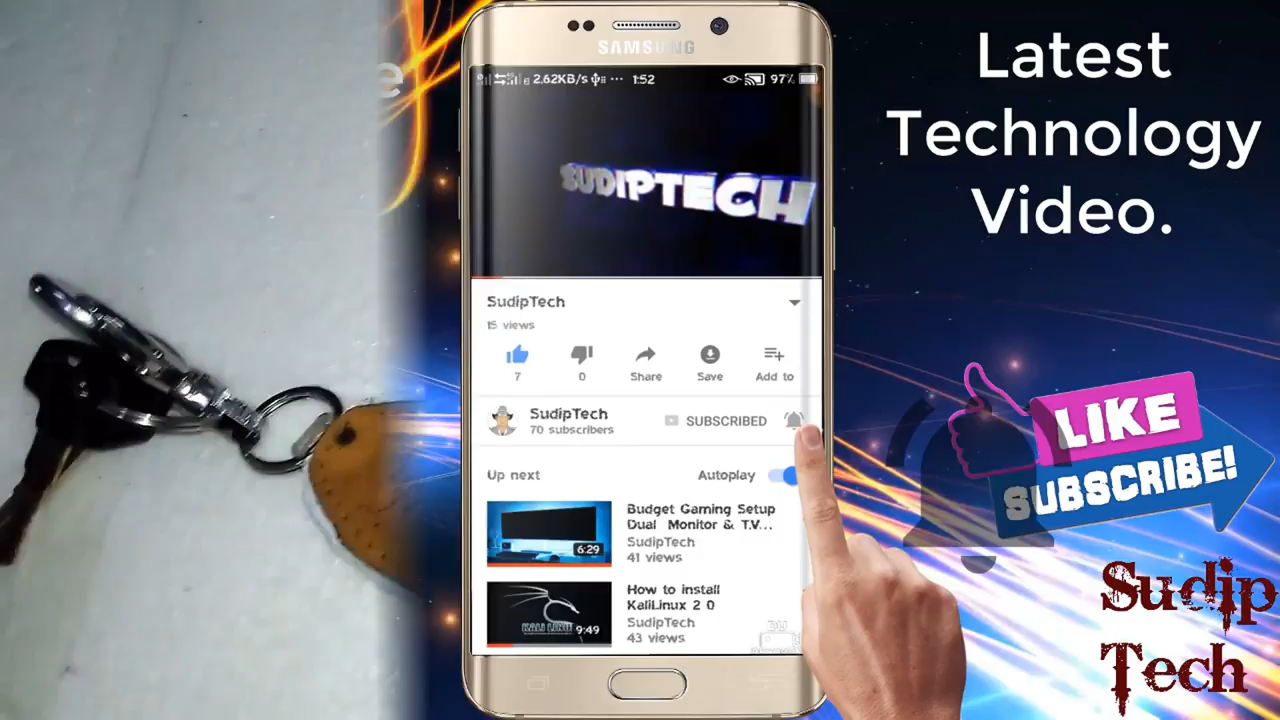 e
SAMSUNG
2.62KB/s ··· 1:52 97%
SUDIPTECH
SudipTech
15 views
7 0 Share Save Add to
SudipTech
70 subscribers
SUBSCRIBED
Up next Autoplay
Budget Gaming Setup
Dual Monitor & T.V...
SudipTech
41 views
6:29
How to install
KaliLinux 2 0
SudipTech
43 views
KALI LINUX
9:49
Latest
Technology
Video.
LIKE
SUBSCRIBE!
Sudip
Tech